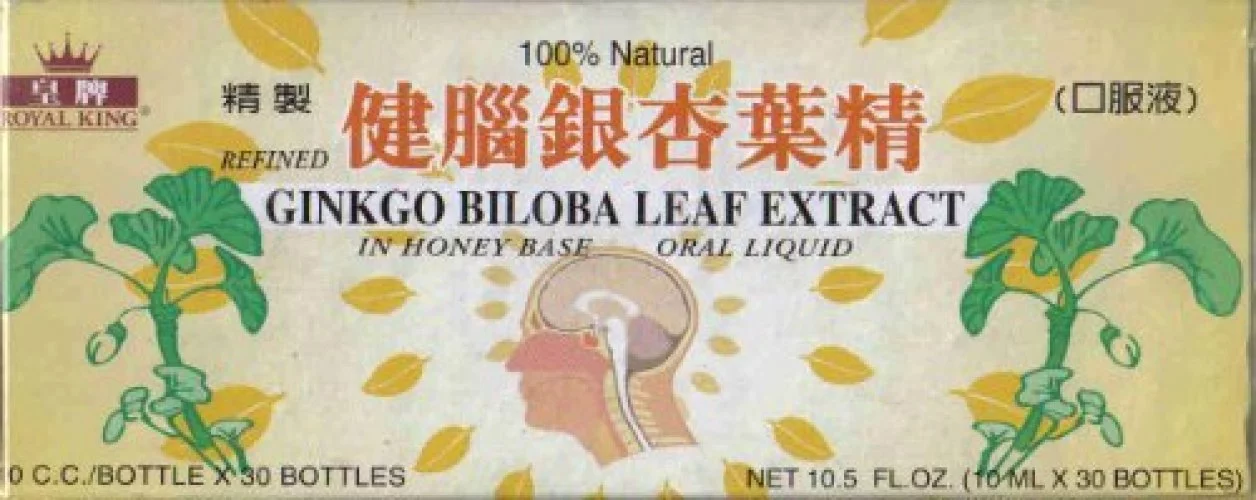 100% Natural
皇牌
ROYAL KING®
精製
健腦銀杏葉精
(口服液)
REFINED
GINKGO BILOBA LEAF EXTRACT
IN HONEY BASE ORAL LIQUID
0 C.C./BOTTLE X 30 BOTTLES
NET 10.5 FL.OZ. (10 ML X 30 BOTTLES)